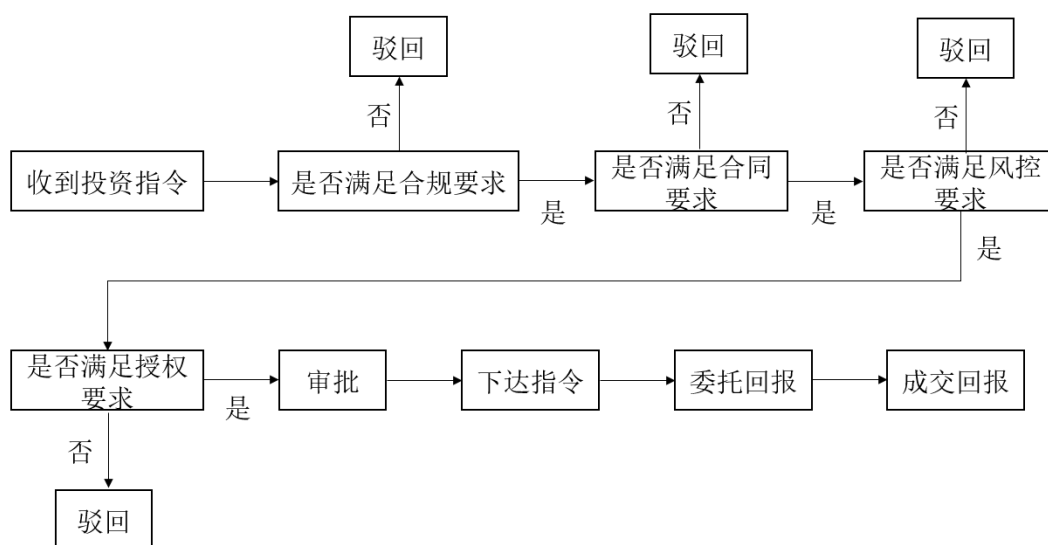 驳回
驳回
驳回
否
否
否
收到投资指令
是否满足合规要求
是否满足合同
要求
是否满足风控
要求
是
是
是
是否满足授权
要求
审批
下达指令
委托回报
成交回报
是
否
驳回